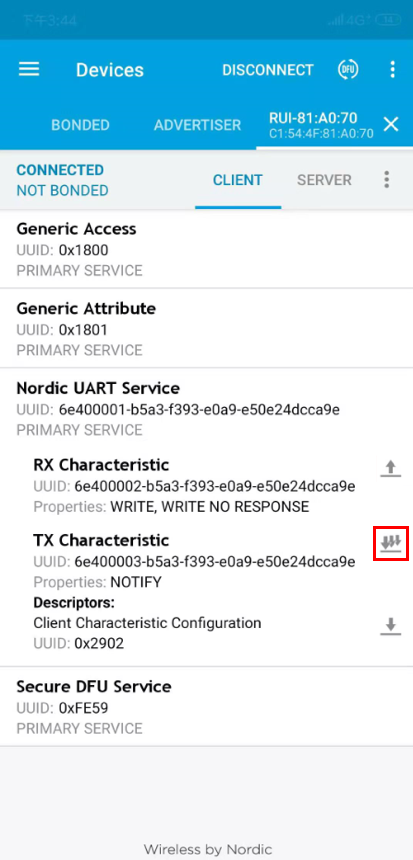 下午3:44
4G
14
Devices
DISCONNECT
DFU
BONDED
ADVERTISER
RUI-81:A0:70
C1:54:4F:81:A0:70
CONNECTED
NOT BONDED
CLIENT
SERVER
Generic Access
UUID: 0x1800
PRIMARY SERVICE
Generic Attribute
UUID: 0x1801
PRIMARY SERVICE
Nordic UART Service
UUID: 6e400001-b5a3-f393-e0a9-e50e24dcca9e
PRIMARY SERVICE
RX Characteristic
UUID: 6e400002-b5a3-f393-e0a9-e50e24dcca9e
Properties: WRITE, WRITE NO RESPONSE
TX Characteristic
UUID: 6e400003-b5a3-f393-e0a9-e50e24dcca9e
Properties: NOTIFY
Descriptors:
Client Characteristic Configuration
UUID: 0x2902
Secure DFU Service
UUID: 0xFE59
PRIMARY SERVICE
Wireless by Nordic